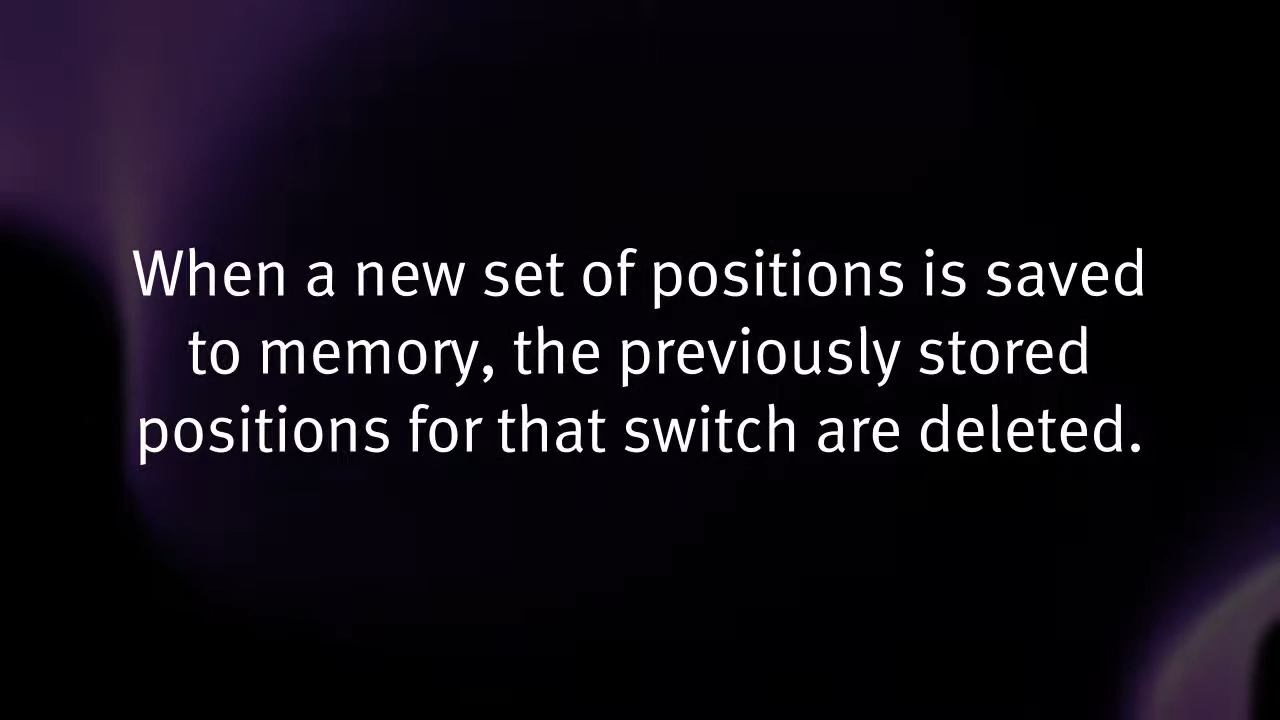 When a new set of positions is saved
to memory, the previously stored
positions for that switch are deleted.